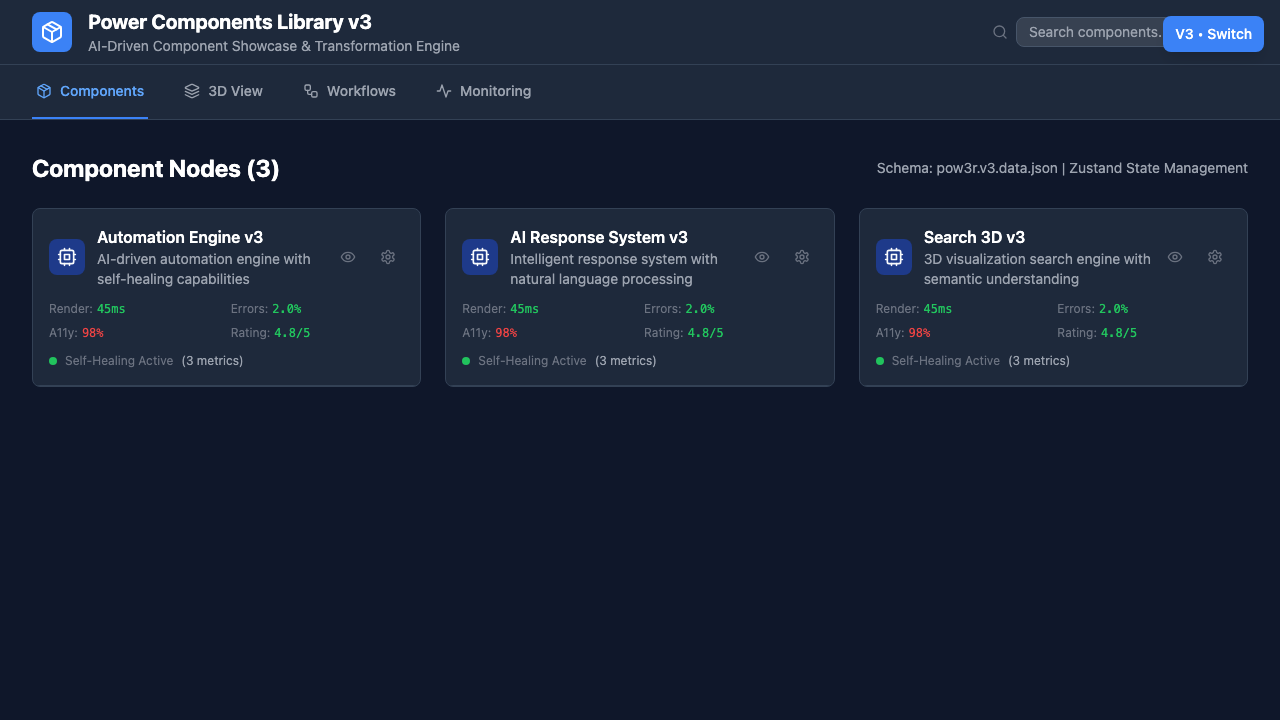 Power Components Library v3
AI-Driven Component Showcase & Transformation Engine
Search components.
V3 • Switch
Components
3D View
Workflows
Monitoring
Component Nodes (3)
Schema: pow3r.v3.data.json | Zustand State Management
Automation Engine v3
AI-driven automation engine with
self-healing capabilities
Render: 45ms
Errors: 2.0%
A11y: 98%
Rating: 4.8/5
Self-Healing Active (3 metrics)
AI Response System v3
Intelligent response system with
natural language processing
Render: 45ms
Errors: 2.0%
A11y: 98%
Rating: 4.8/5
Self-Healing Active (3 metrics)
Search 3D v3
3D visualization search engine with
semantic understanding
Render: 45ms
Errors: 2.0%
A11y: 98%
Rating: 4.8/5
Self-Healing Active (3 metrics)